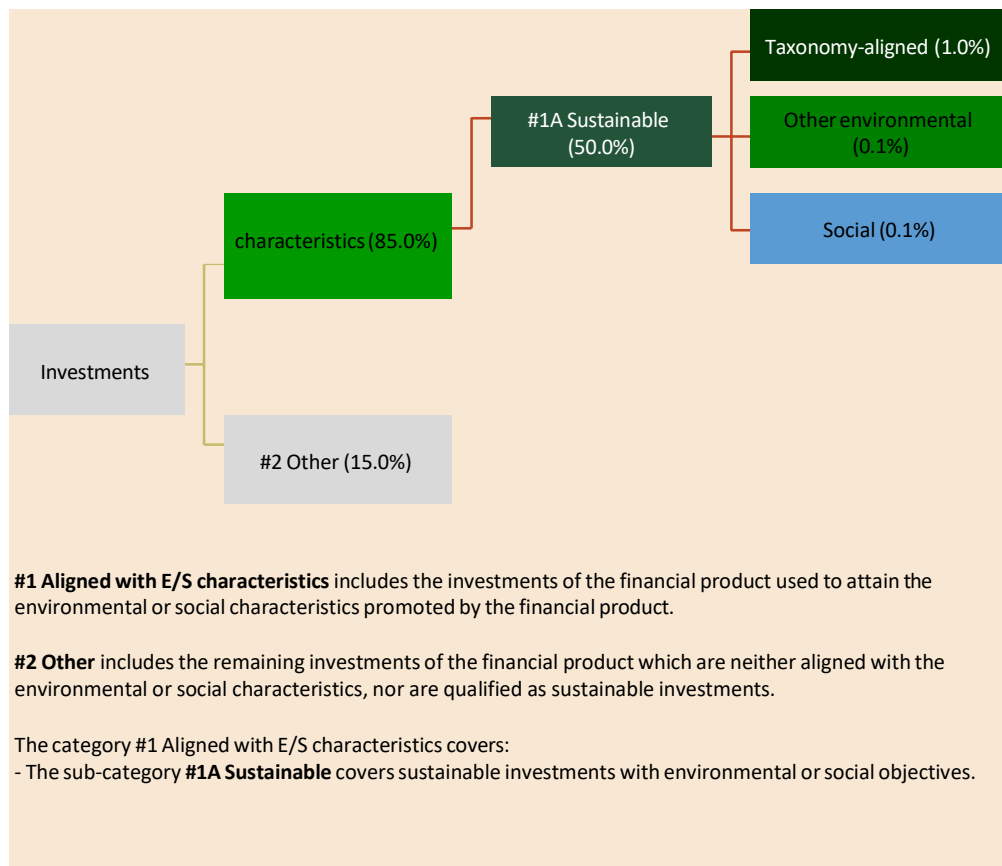 Taxonomy-aligned (1.0%)
#1A Sustainable
(50.0%)
Other environmental
(0.1%)
Social (0.1%)
characteristics (85.0%)
Investments
#2 Other (15.0%)
#1 Aligned with E/S characteristics includes the investments of the financial product used to attain the
environmental or social characteristics promoted by the financial product.
#2 Other includes the remaining investments of the financial product which are neither aligned with the
environmental or social characteristics, nor are qualified as sustainable investments.
The category #1 Aligned with E/S characteristics covers:
- The sub-category #1A Sustainable covers sustainable investments with environmental or social objectives.